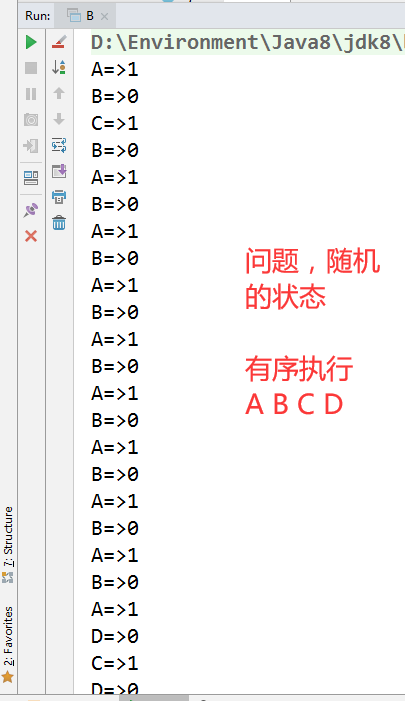 Run: B ×
D:\Environment\Java8\jdk8\
A=>1
B=>0
C=>1
B=>0
A=>1
B=>0
A=>1
B=>0
A=>1
B=>0
A=>1
B=>0
A=>1
B=>0
A=>1
B=>0
A=>1
B=>0
A=>1
B=>0
A=>1
D=>0
C=>1
D=>0
问题，随机
的状态
有序执行
A B C D
7: Structure
2: Favorites